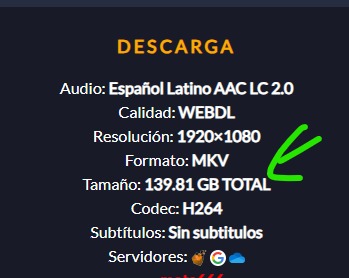 DESCARGA
Audio: Español Latino AAC LC 2.0
Calidad: WEBDL
Resolución: 1920×1080
Formato: MKV
Tamaño: 139.81 GB TOTAL
Codec: H264
Subtítulos: Sin subtitulos
Servidores: